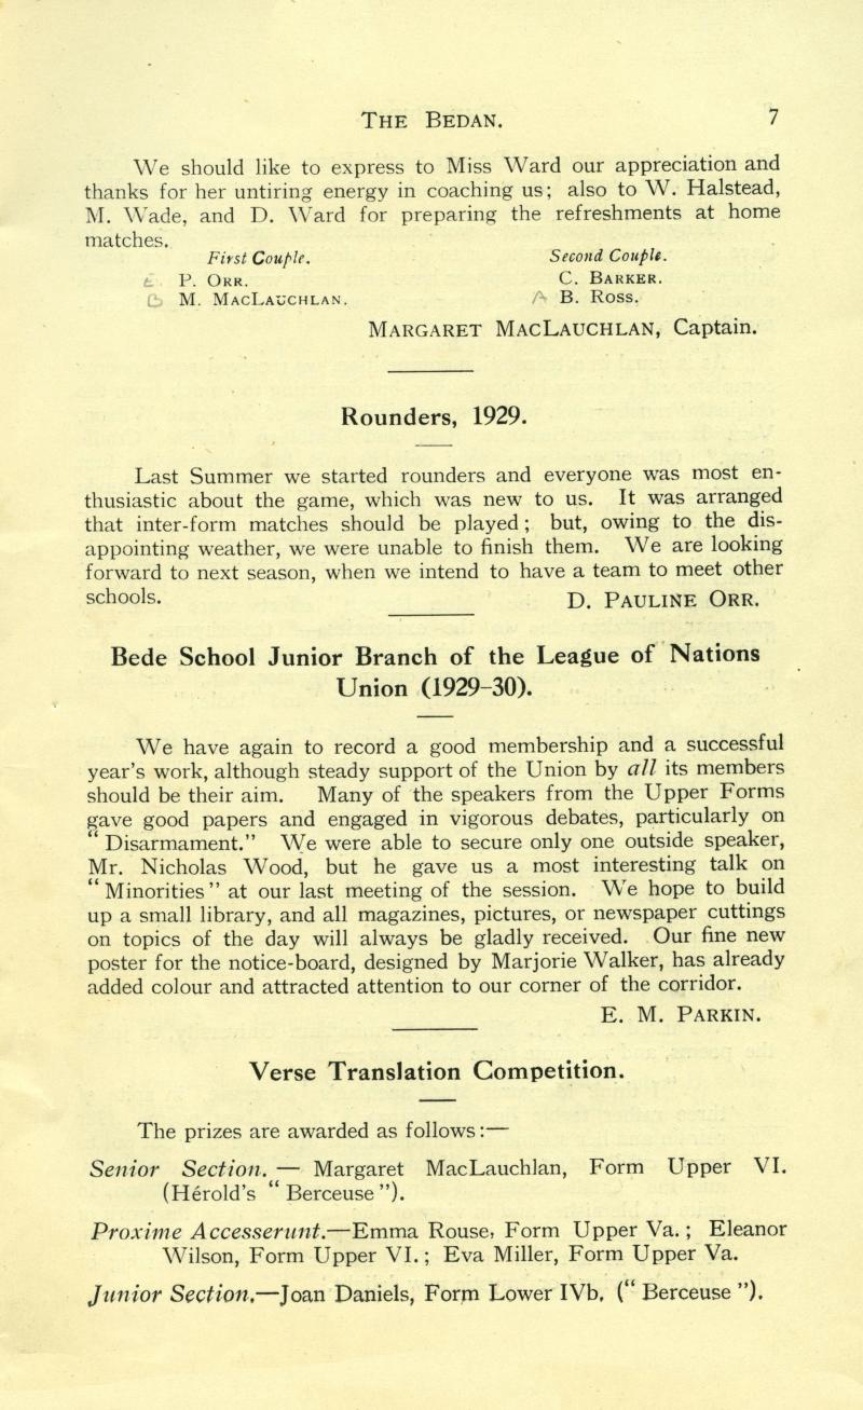 THE BEDAN. 7
We should like to express to Miss Ward our appreciation and
thanks for her untiring energy in coaching us; also to W. Halstead,
M. Wade, and D. Ward for preparing the refreshments at home
matches.
First Couple. Second Couple.
P. ORR. C. BARKER.
M. MACLAUCHLAN. A B. ROSS.
MARGARET MACLAUCHLAN, Captain.
Rounders, 1929.
Last Summer we started rounders and everyone was most en-
thusiastic about the game, which was new to us. It was arranged
that inter-form matches should be played; but, owing to the dis-
appointing weather, we were unable to finish them. We are looking
forward to next season, when we intend to have a team to meet other
schools. D. PAULINE ORR.
Bede School Junior Branch of the League of Nations
Union (1929-30).
We have again to record a good membership and a successful
year's work, although steady support of the Union by all its members
should be their aim. Many of the speakers from the Upper Forms
gave good papers and engaged in vigorous debates, particularly on
"Disarmament." We were able to secure only one outside speaker,
Mr. Nicholas Wood, but he gave us a most interesting talk on
"Minorities" at our last meeting of the session. We hope to build
up a small library, and all magazines, pictures, or newspaper cuttings
on topics of the day will always be gladly received. Our fine new
poster for the notice-board, designed by Marjorie Walker, has already
added colour and attracted attention to our corner of the corridor.
E. M. PARKIN.
Verse Translation Competition.
The prizes are awarded as follows:—
Senior Section. — Margaret MacLauchlan, Form Upper VI.
(Hérold's "Berceuse").
Proxime Accesserunt.—Emma Rouse, Form Upper Va.; Eleanor
Wilson, Form Upper VI.; Eva Miller, Form Upper Va.
Junior Section.—Joan Daniels, Form Lower IVb. ("Berceuse").